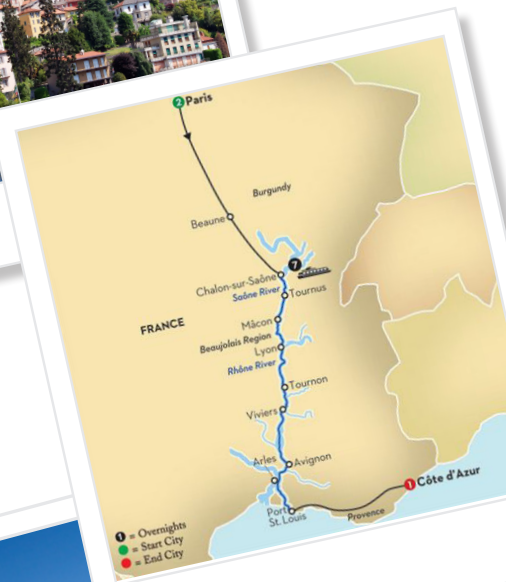 2 Paris
Burgundy
Beaune
7
Chalon-sur-Saône
Saône River
Tournus
FRANCE
Mâcon
Beaujolais Region
Lyon
Rhône River
Tournon
Viviers
Arles
Avignon
1 Côte d'Azur
Port
St. Louis
Provence
1 = Overnights
= Start City
= End City